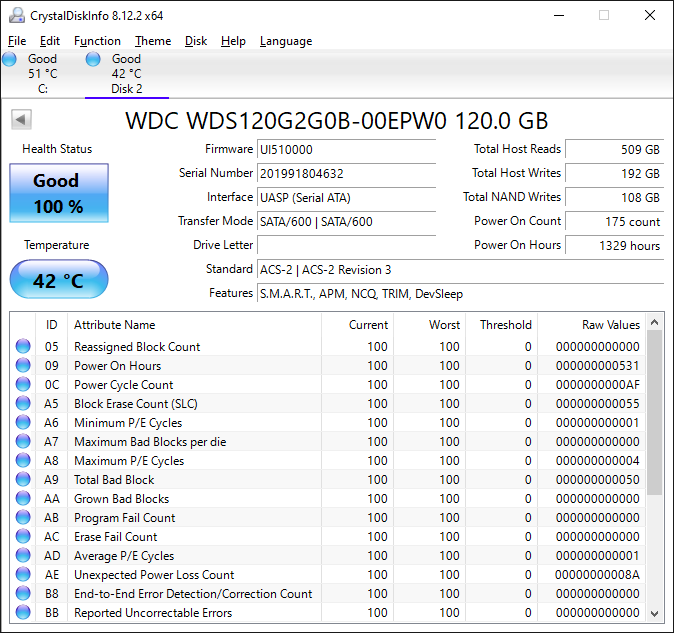 CrystalDiskInfo 8.12.2 x64
File Edit Function Theme Disk Help Language
Good Good
51 °C 42 °C
C: Disk 2
WDC WDS120G2G0B-00EPW0 120.0 GB
Health Status
Good
100 %
Temperature
42 °C
Firmware UI510000
Serial Number 201991804632
Interface UASP (Serial ATA)
Transfer Mode SATA/600 | SATA/600
Drive Letter
Standard ACS-2 | ACS-2 Revision 3
Features S.M.A.R.T., APM, NCQ, TRIM, DevSleep
Total Host Reads 509 GB
Total Host Writes 192 GB
Total NAND Writes 108 GB
Power On Count 175 count
Power On Hours 1329 hours
ID Attribute Name Current Worst Threshold Raw Values
05 Reassigned Block Count 100 100 0 000000000000
09 Power On Hours 100 100 0 000000000531
0C Power Cycle Count 100 100 0 0000000000AF
A5 Block Erase Count (SLC) 100 100 0 000000000055
A6 Minimum P/E Cycles 100 100 0 000000000001
A7 Maximum Bad Blocks per die 100 100 0 000000000000
A8 Maximum P/E Cycles 100 100 0 000000000004
A9 Total Bad Block 100 100 0 000000000050
AA Grown Bad Blocks 100 100 0 000000000000
AB Program Fail Count 100 100 0 000000000000
AC Erase Fail Count 100 100 0 000000000000
AD Average P/E Cycles 100 100 0 000000000001
AE Unexpected Power Loss Count 100 100 0 00000000008A
B8 End-to-End Error Detection/Correction Count 100 100 0 000000000000
BB Reported Uncorrectable Errors 100 100 0 000000000000